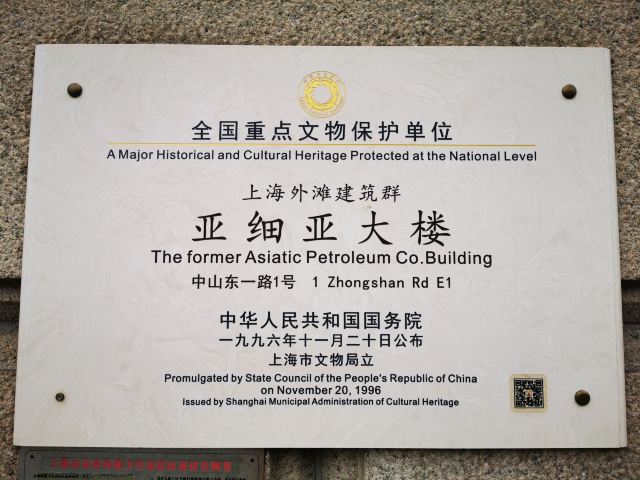 全国重点文物保护单位
A Major Historical and Cultural Heritage Protected at the National Level
上海外滩建筑群
亚细亚大楼
The former Asiatic Petroleum Co.Building
中山东一路1号 1 Zhongshan Rd E1
中华人民共和国国务院
一九九六年十一月二十日公布
上海市文物局立
Promulgated by State Council of the People's Republic of China
on November 20, 1996
Issued by Shanghai Municipal Administration of Cultural Heritage